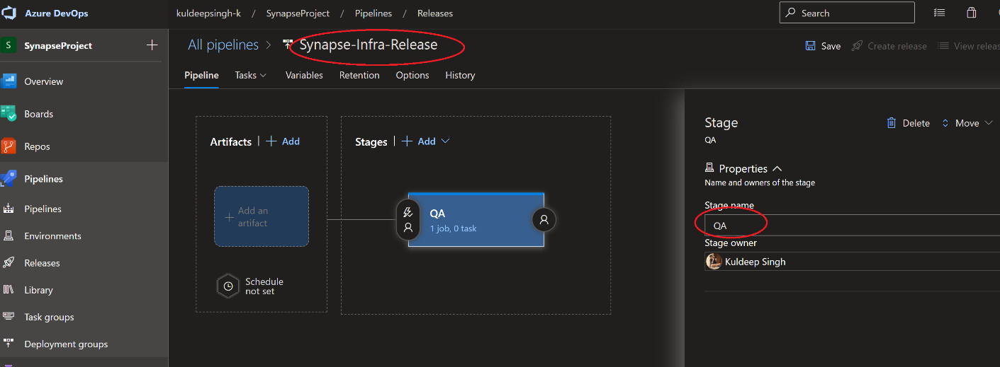 Azure DevOps
kuldeepsingh-k / SynapseProject / Pipelines / Releases
Search
S SynapseProject
All pipelines > Synapse-Infra-Release
Save Create release
Pipeline Tasks Variables Retention Options History
Overview
Boards
Repos
Pipelines
Pipelines
Environments
Releases
Library
Task groups
Deployment groups
Artifacts | + Add
Add an
artifact
Schedule
not set
Stages | + Add
QA
1 job, 0 task
Stage
QA
Delete Move
Properties
Name and owners of the stage
Stage name
QA
Stage owner
Kuldeep Singh